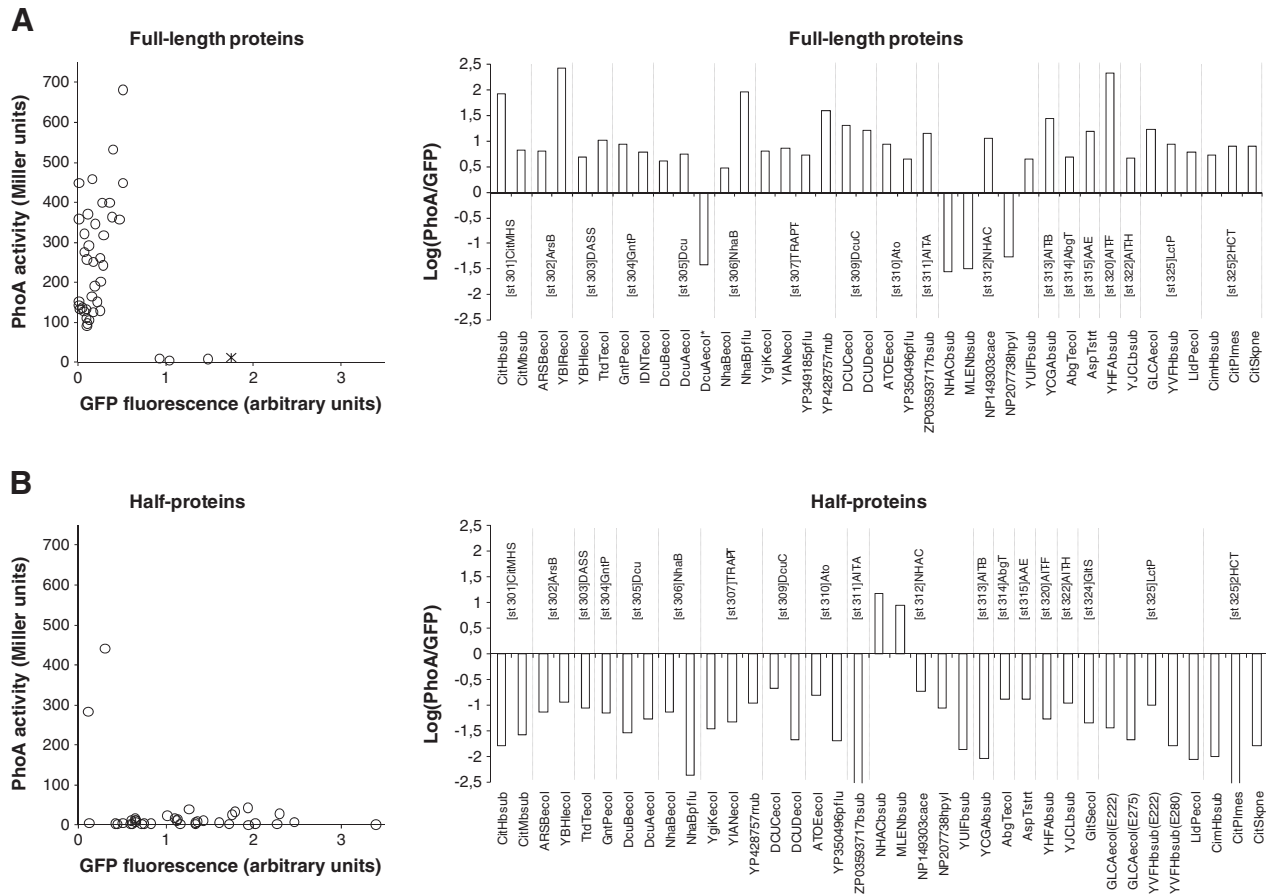 A
Full-length proteins
PhoA activity (Miller units)
700
600
500
400
300
200
100
0
0
1
2
3
GFP fluorescence (arbitrary units)
Full-length proteins
Log(PhoA/GFP)
2,5
2
1,5
1
0,5
0
-0,5
-1
-1,5
-2
-2,5
[st 301]CitMHS
[st 302]ArsB
[st 303]DASS
[st 304]GntP
[st 305]Dcu
[st 306]NhaB
[st 307]TRAPT
[st 309]DcuC
[st 310]Ato
[st 311]AITA
[st 312]NHAC
[st 313]AITB
[st 314]AbgT
[st 315]AAE
[st 320]AITF
[st 322]AITH
[st 325]LctP
[st 325]2HCT
CitHbsub
CitMbsub
ARSBecol
YBIRecol
YBHIecol
TtdTecol
GntPecol
IDNTecol
DcuBecol
DcuAecol
DcuAecol*
NhaBecol
NhaBpflu
YgiKecol
YIANecol
YP349185pflu
YP428757rrub
DCUCecol
DCUDecol
ATOEecol
YP350496pflu
ZP03593717bsub
NHACbsub
MLENbsub
NP149303cace
NP207738hpyl
YUIFbsub
YCGAbsub
AbgTecol
AspTstrt
YHFAbsub
YJCLbsub
GLCAecol
YVFHbsub
LldPecol
CimHbsub
CitPlmes
CitSkpne
B
Half-proteins
PhoA activity (Miller units)
700
600
500
400
300
200
100
0
0
1
2
3
GFP fluorescence (arbitrary units)
Half-proteins
Log(PhoA/GFP)
2,5
2
1,5
1
0,5
0
-0,5
-1
-1,5
-2
-2,5
[st 301]CitMHS
[st 302]ArsB
[st 303]DASS
[st 304]GntP
[st 305]Dcu
[st 306]NhaB
[st 307]TRAPT
[st 309]DcuC
[st 310]Ato
[st 311]AITA
[st 312]NHAC
[st 313]AITB
[st 314]AbgT
[st 315]AAE
[st 320]AITF
[st 322]AITH
[st 324]GltS
[st 325]LctP
[st 325]2HCT
CitHbsub
CitMbsub
ARSBecol
YBHIecol
TtdTecol
GntPecol
DcuBecol
DcuAecol
NhaBecol
NhaBpflu
YgiKecol
YIANecol
YP428757rrub
DCUCecol
DCUDecol
ATOEecol
YP350496pflu
ZP03593717bsub
NHACbsub
MLENbsub
NP149303cace
NP207738hpyl
YUIFbsub
YCGAbsub
AbgTecol
AspTstrt
YHFAbsub
YJCLbsub
GltSecol
GLCAecol(E222)
GLCAecol(E275)
YVFHbsub(E222)
YVFHbsub(E280)
LldPecol
CimHbsub
CitPlmes
CitSkpne